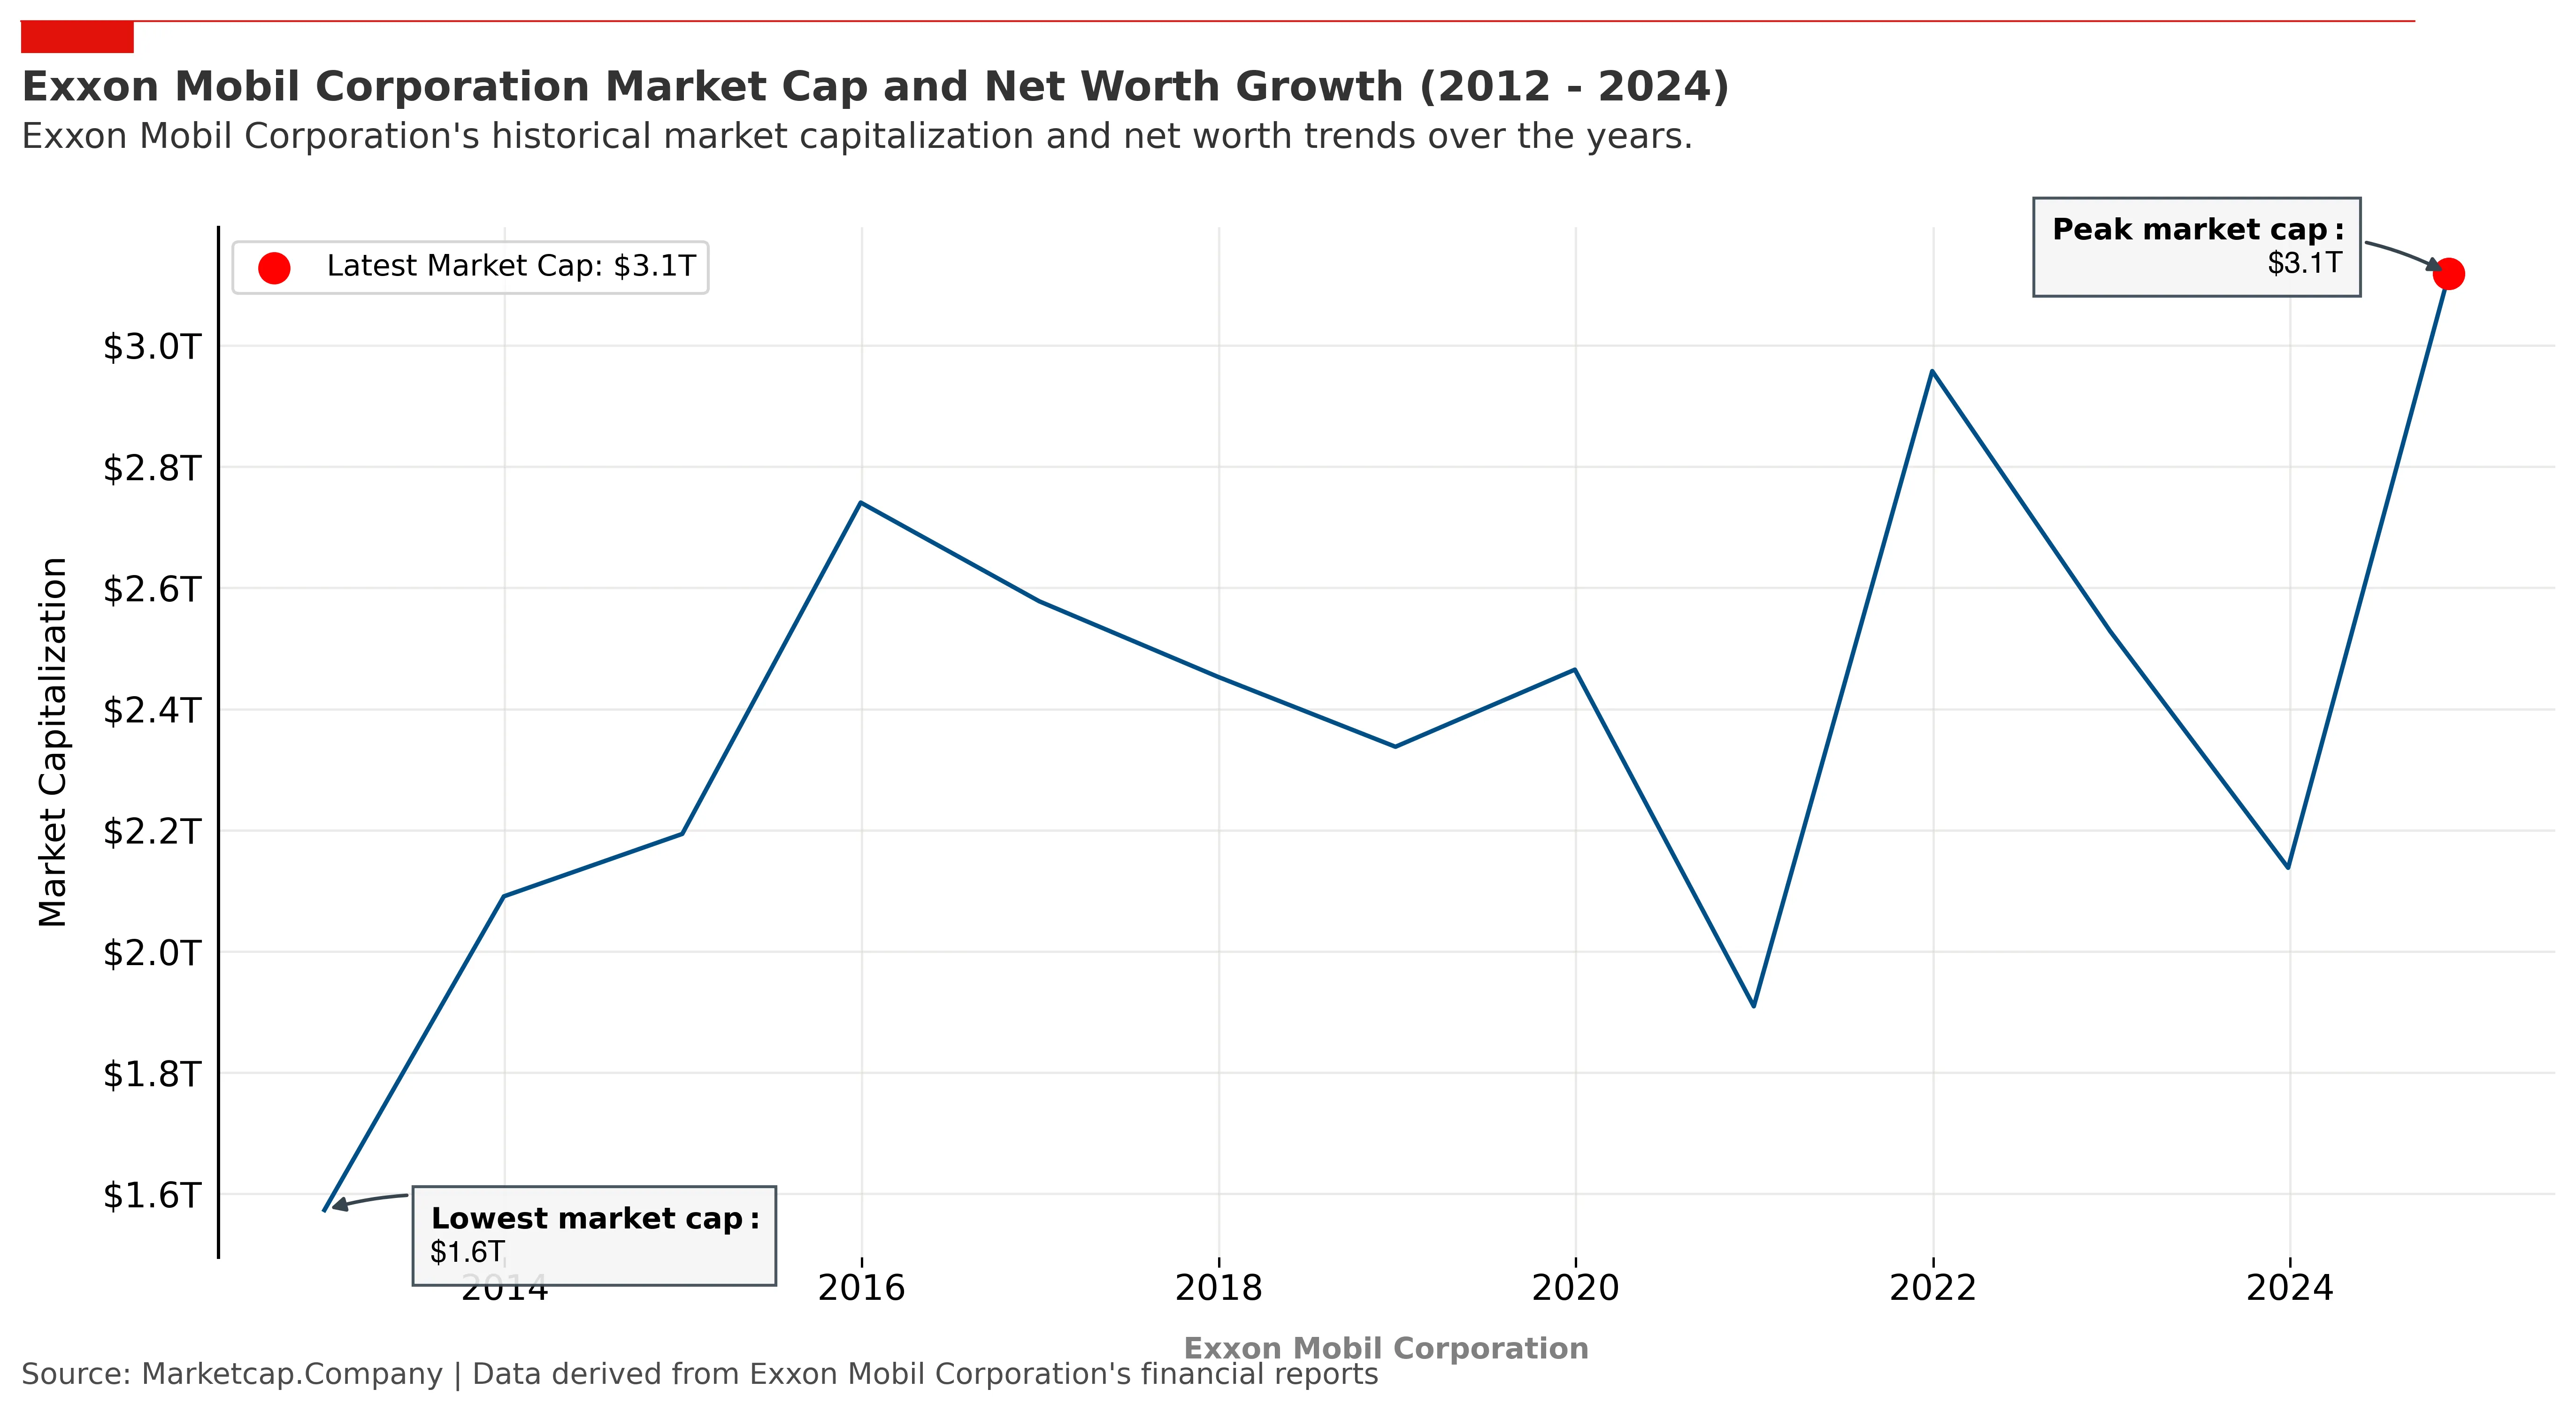 Exxon Mobil Corporation Market Cap and Net Worth Growth (2012 - 2024)
Exxon Mobil Corporation's historical market capitalization and net worth trends over the years.
Peak market cap:
$3.1T
Latest Market Cap: $3.1T
$3.0T
$2.8T
$2.6T
$2.4T
$2.2T
$2.0T
$1.8T
$1.6T
Market Capitalization
Lowest market cap:
$1.6T
2014
2016
2018
2020
2022
2024
Exxon Mobil Corporation
Source: Marketcap.Company | Data derived from Exxon Mobil Corporation's financial reports